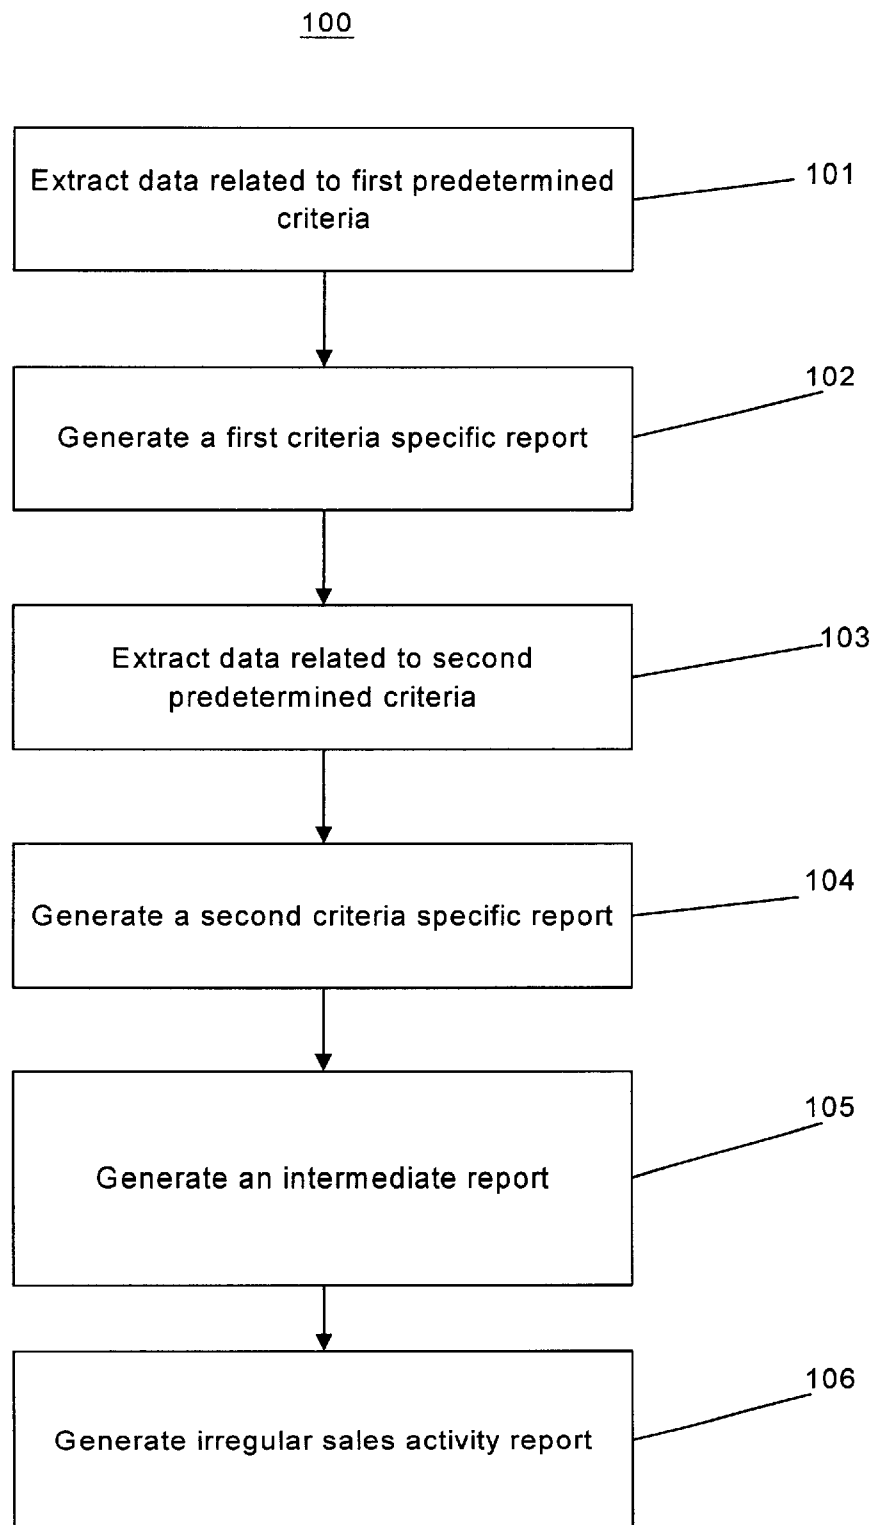 100
Extract data related to first predetermined
criteria
101
Generate a first criteria specific report
102
Extract data related to second
predetermined criteria
103
Generate a second criteria specific report
104
Generate an intermediate report
105
Generate irregular sales activity report
106